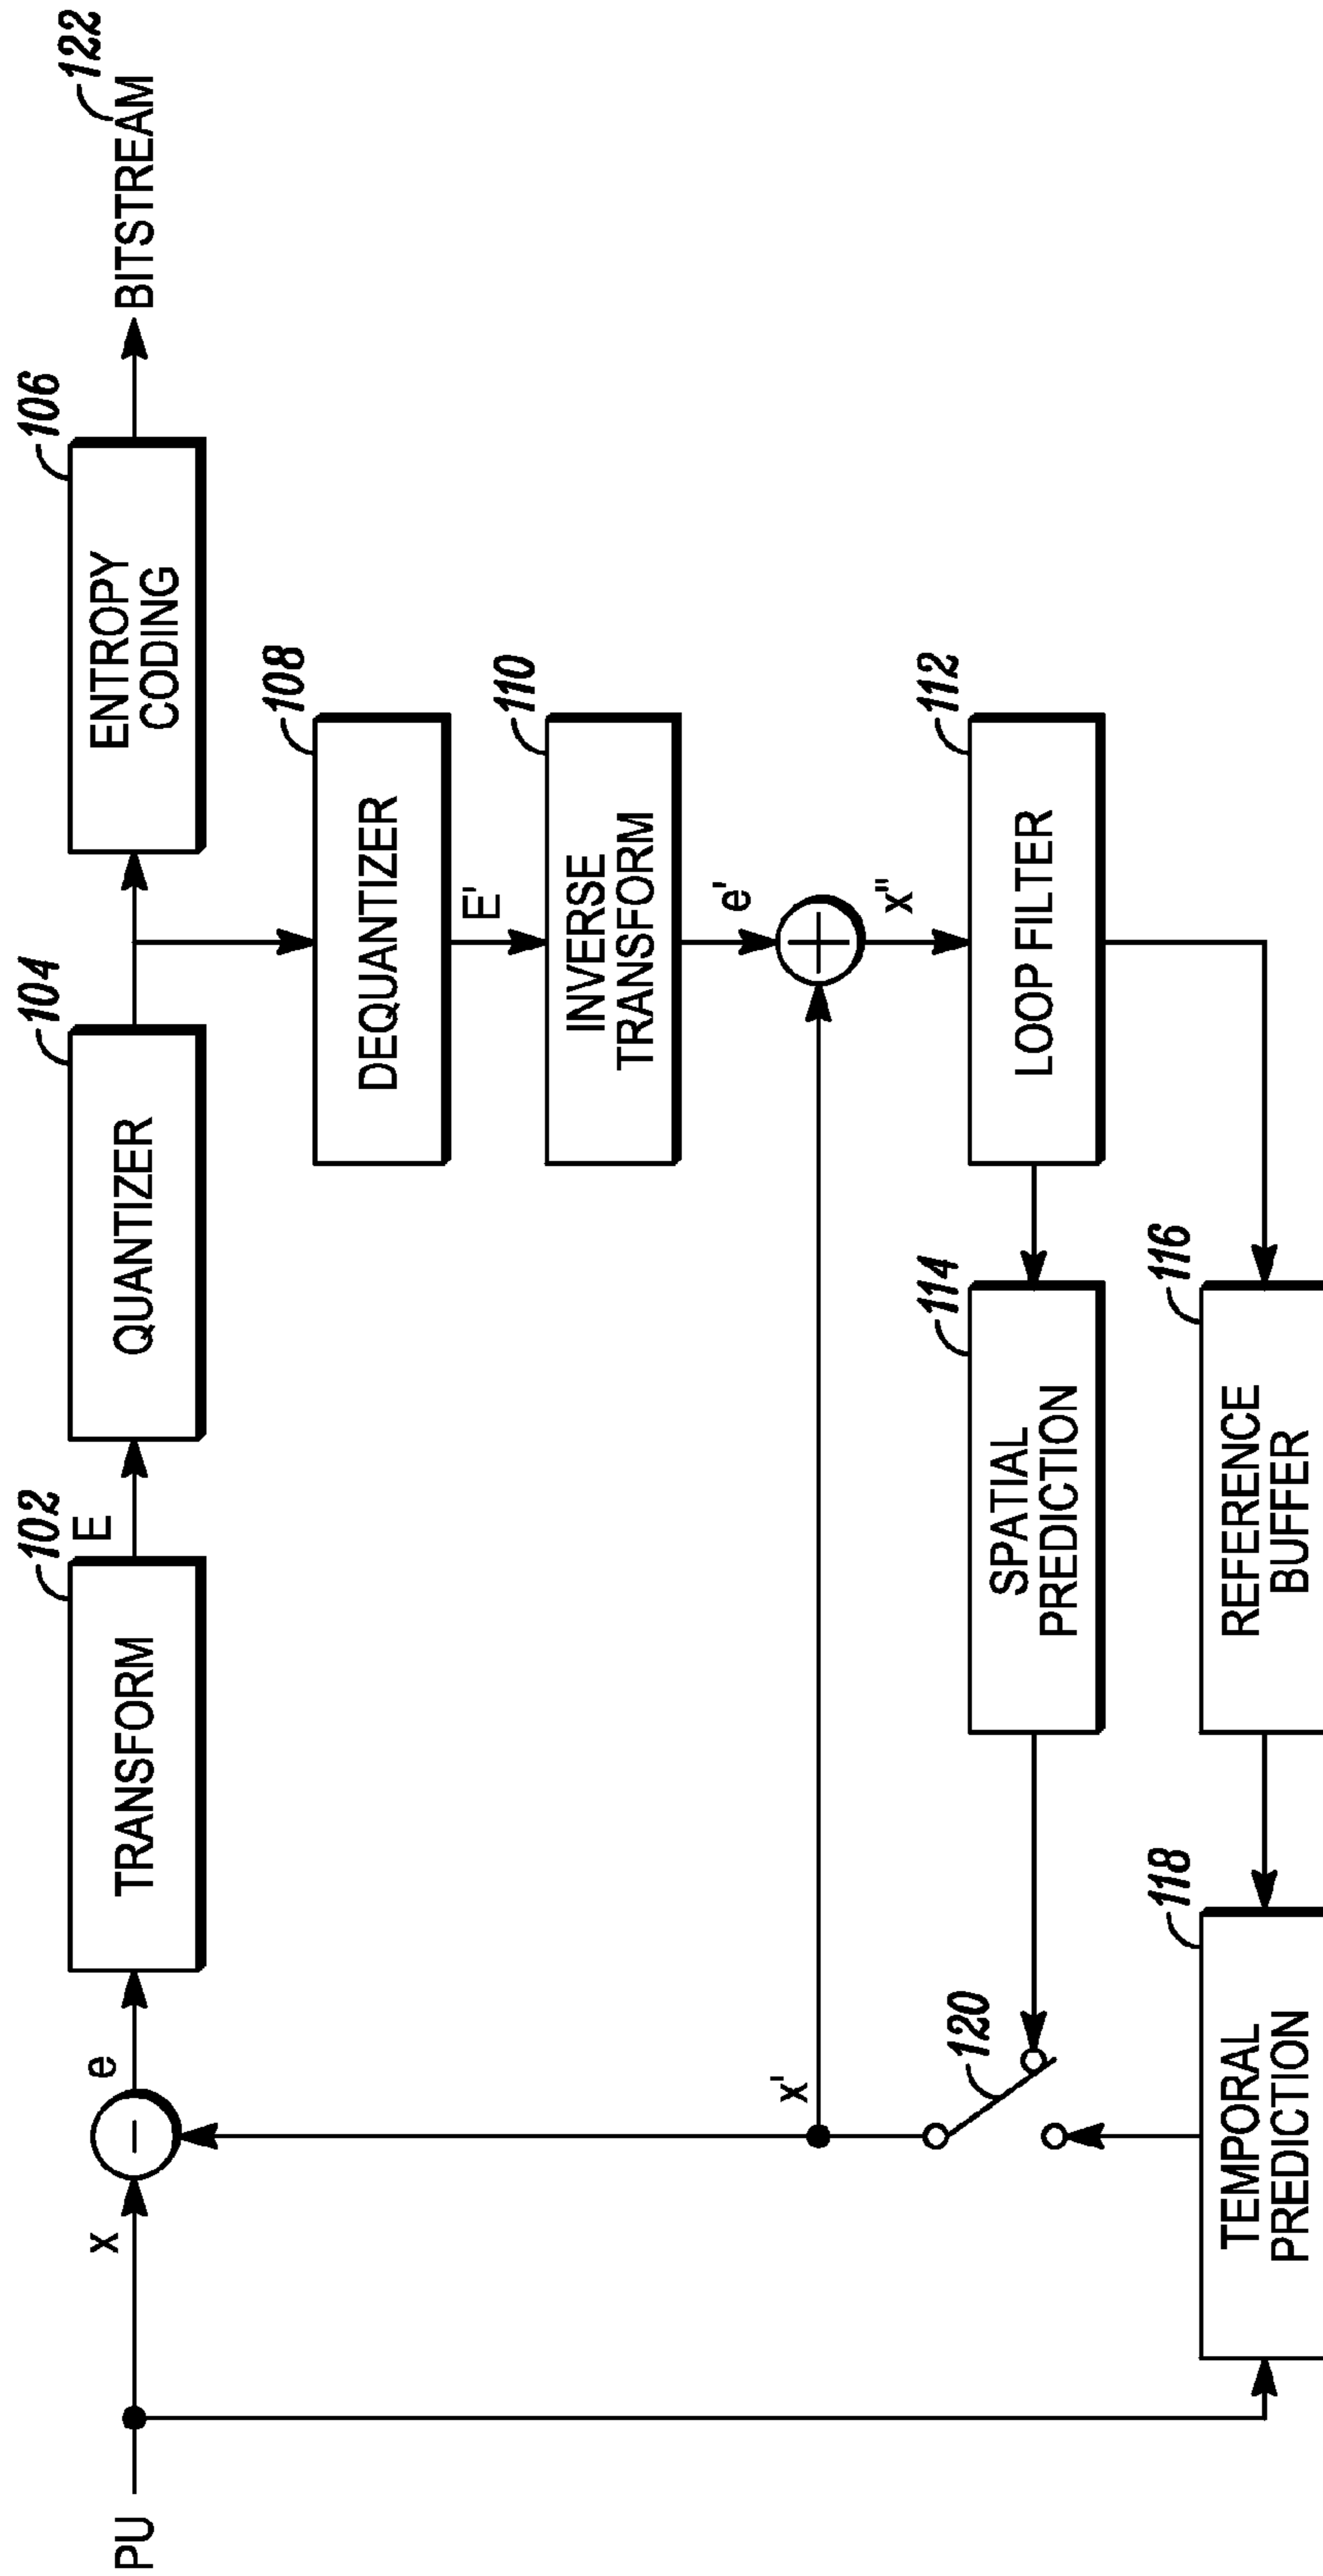 PU
x
e
TRANSFORM
102
E
QUANTIZER
104
ENTROPY
CODING
106
BITSTREAM
122
DEQUANTIZER
108
E'
INVERSE
TRANSFORM
110
e'
x'
x"
LOOP FILTER
112
SPATIAL
PREDICTION
114
120
TEMPORAL
PREDICTION
118
REFERENCE
BUFFER
116